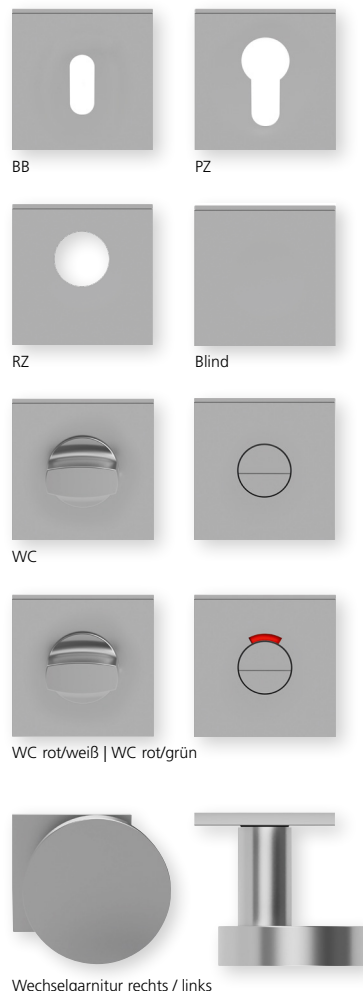 BB
PZ
RZ
Blind
WC
WC rot/weiß | WC rot/grün
Wechselgarnitur rechts / links